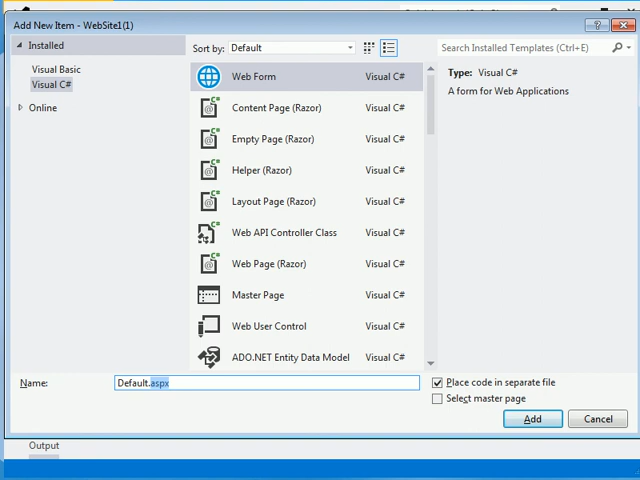 Add New Item - WebSite1(1)
Installed
Sort by: Default
Search Installed Templates (Ctrl+E)
Visual Basic
Visual C#
Online
Web Form Visual C#
Content Page (Razor) Visual C#
Empty Page (Razor) Visual C#
Helper (Razor) Visual C#
Layout Page (Razor) Visual C#
Web API Controller Class Visual C#
Web Page (Razor) Visual C#
Master Page Visual C#
Web User Control Visual C#
ADO.NET Entity Data Model Visual C#
Type: Visual C#
A form for Web Applications
Name: Default.aspx
Place code in separate file
Select master page
Add Cancel
Output